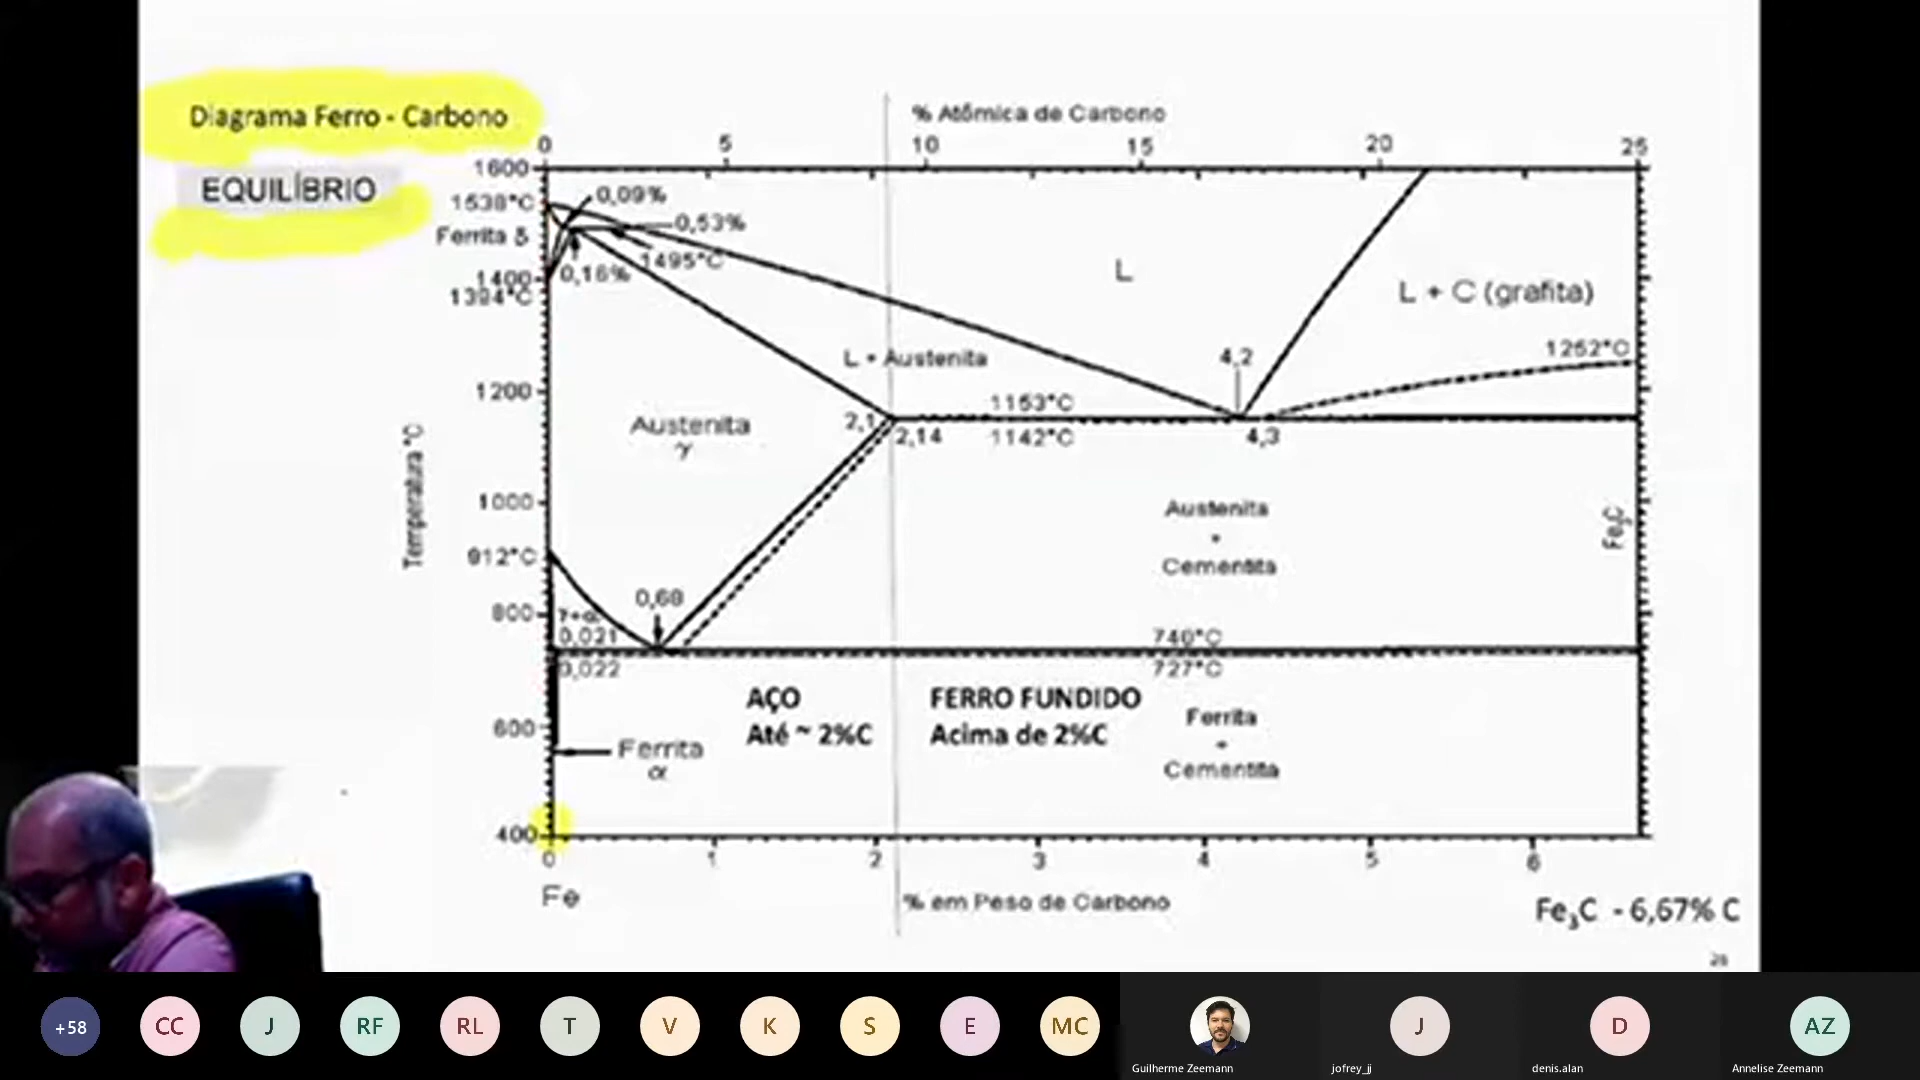 Diagrama Ferro - Carbono
EQUILÍBRIO
% Atômica de Carbono
0 5 10 15 20 25
1600
1538°C
Ferrita δ
1400
1394°C
0,09%
0,53%
1495°C
0,16%
L
L + C (grafita)
1252°C
L + Austenita
4,2
1200
1153°C
2,1
2,14
1142°C
4,3
Austenita
γ
Temperatura °C
1000
Austenita
+
Cementita
Fe3C
912°C
0,68
800
γ+α
0,021
740°C
0,022
727°C
AÇO
Até ~ 2%C
FERRO FUNDIDO
Acima de 2%C
Ferrita
+
Cementita
600
Ferrita
α
400
0 1 2 3 4 5 6
Fe
% em Peso de Carbono
Fe₃C - 6,67% C
+58
CC
J
RF
RL
T
V
K
S
E
MC
Guilherme Zeemann
J
jofrey_jj
D
denis.alan
AZ
Annelise Zeemann